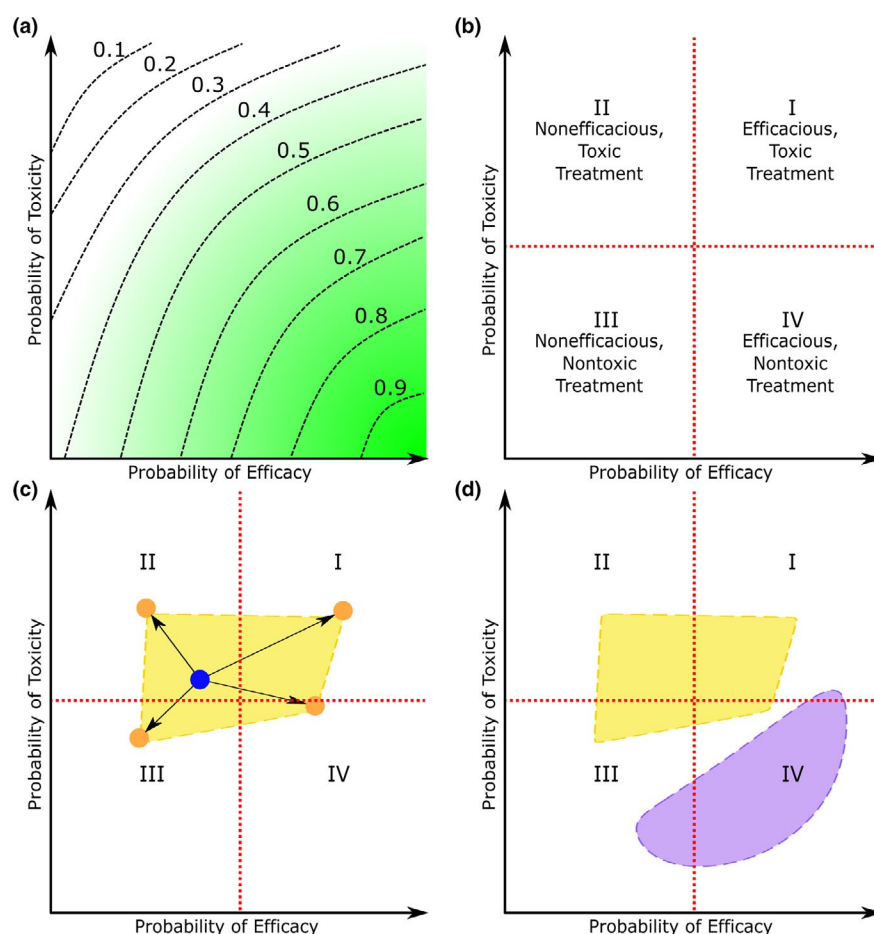 (a)
0.1
0.2
0.3
0.4
0.5
0.6
0.7
0.8
0.9
Probability of Toxicity
Probability of Efficacy
(b)
II
Nonefficacious,
Toxic
Treatment
I
Efficacious,
Toxic
Treatment
III
Nonefficacious,
Nontoxic
Treatment
IV
Efficacious,
Nontoxic
Treatment
Probability of Toxicity
Probability of Efficacy
(c)
II
I
III
IV
Probability of Toxicity
Probability of Efficacy
(d)
II
I
III
IV
Probability of Toxicity
Probability of Efficacy